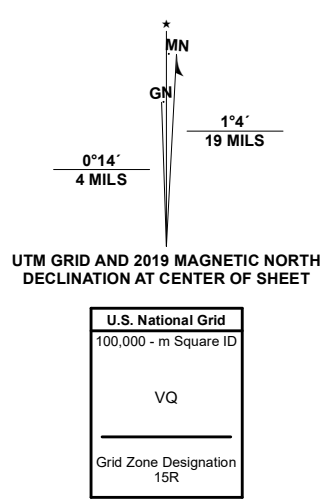 ★
MN
GN
1°4´
19 MILS
0°14´
4 MILS
UTM GRID AND 2019 MAGNETIC NORTH
DECLINATION AT CENTER OF SHEET
U.S. National Grid
100,000 - m Square ID
VQ
Grid Zone Designation
15R